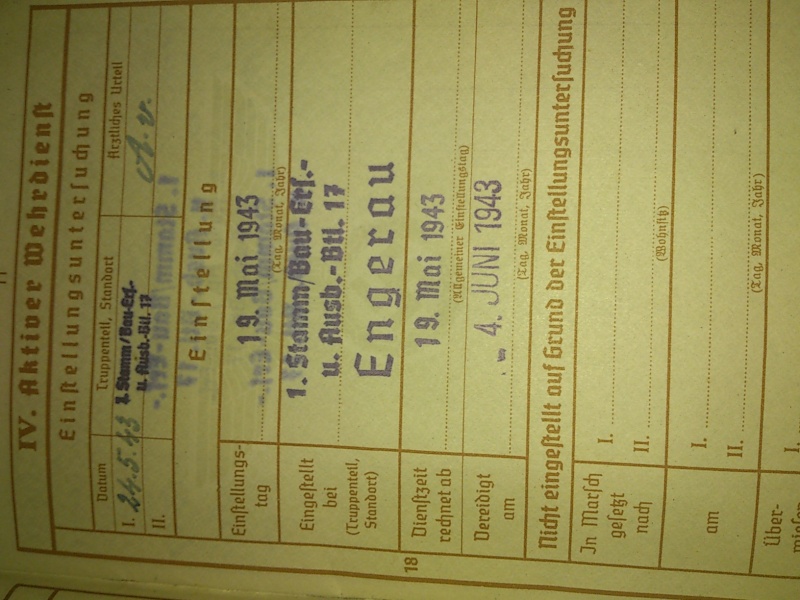 IV. Aktiver Wehrdienst
Einstellungsuntersuchung
Datum Truppenteil, Standort Ärztliches Urteil
I. 24.5.43 1. Stamm/Bau-Ers.- A.v.
u. Ausb.-Btl. 17
II.
Einstellung
Einstellungs- 19. Mai 1943
tag (Tag, Monat, Jahr)
Eingestellt 1. Stamm/Bau-Ers.-
bei u. Ausb.-Btl. 17
(Truppenteil, Engerau
Standort)
Dienstzeit 19. Mai 1943
rechnet ab (Allgemeiner Einstellungstag)
Vereidigt - 4. JUNI 1943
am (Tag, Monat, Jahr)
Nicht eingestellt auf Grund der Einstellungsuntersuchung
In Marsch I.
gesetzt
nach II.
(Wohnsitz)
I.
am
II.
(Tag, Monat, Jahr)
Über- I.
wiesen
18